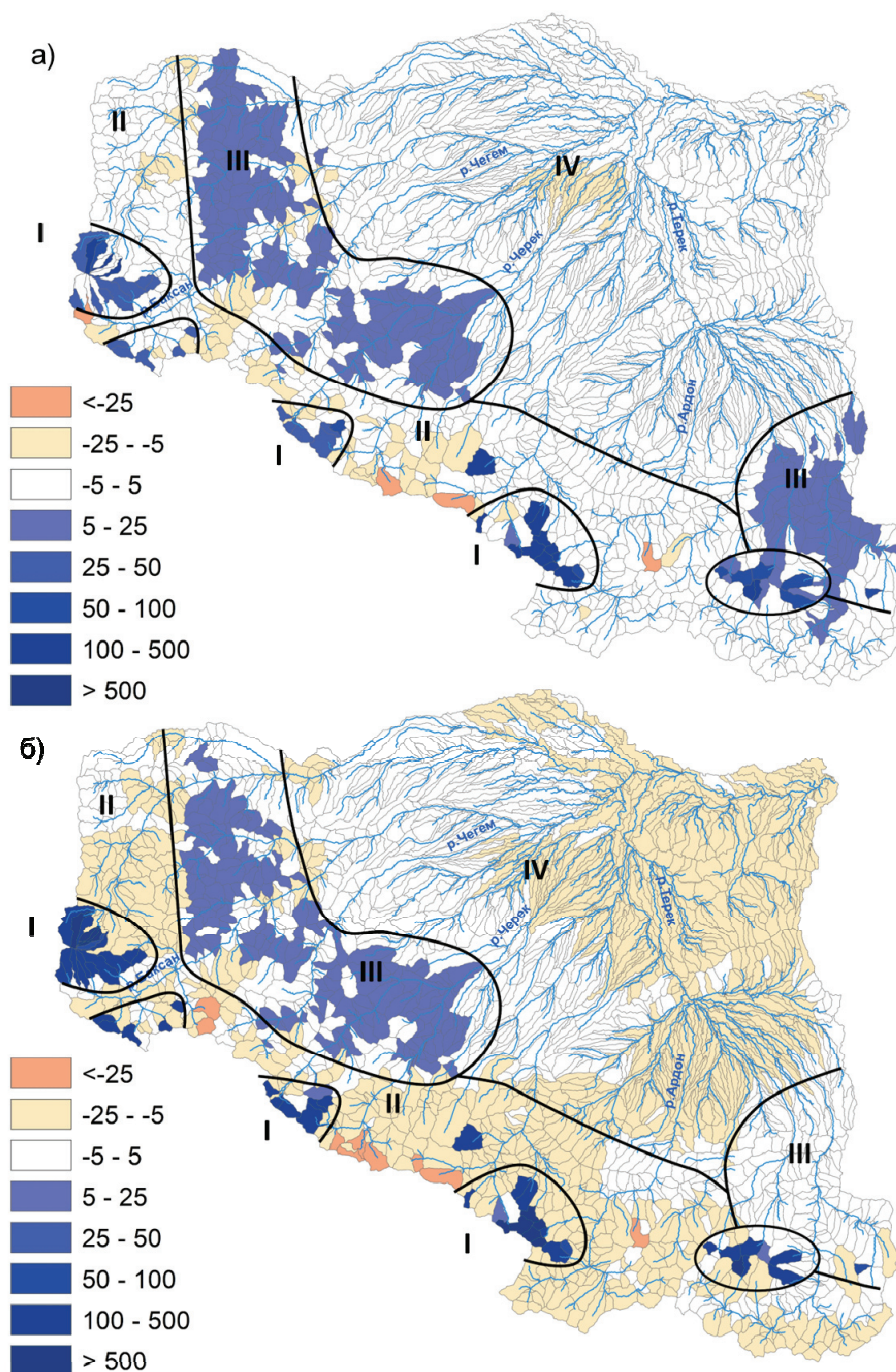 а)
II
III
р.Чегем
IV
р.Терек
I
р.Черек
р.Баксан
р.Ардон
<-25
-25 - -5
-5 - 5
5 - 25
25 - 50
50 - 100
100 - 500
> 500
I
II
I
III
б)
II
р.Чегем
IV
р.Терек
I
р.Черек
III
р.Баксан
р.Ардон
<-25
-25 - -5
-5 - 5
5 - 25
25 - 50
50 - 100
100 - 500
> 500
II
I
III
I